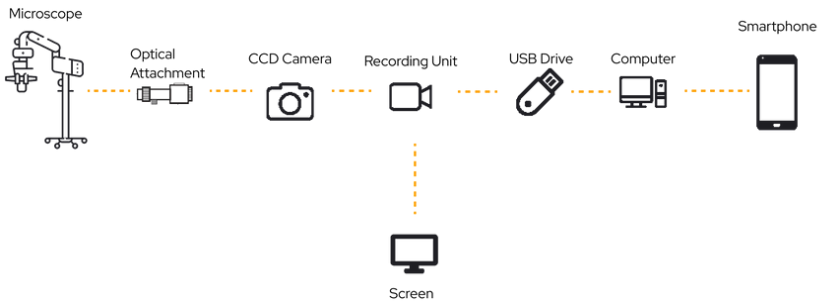 Microscope
Optical
Attachment
CCD Camera
Recording Unit
USB Drive
Computer
Smartphone
Screen